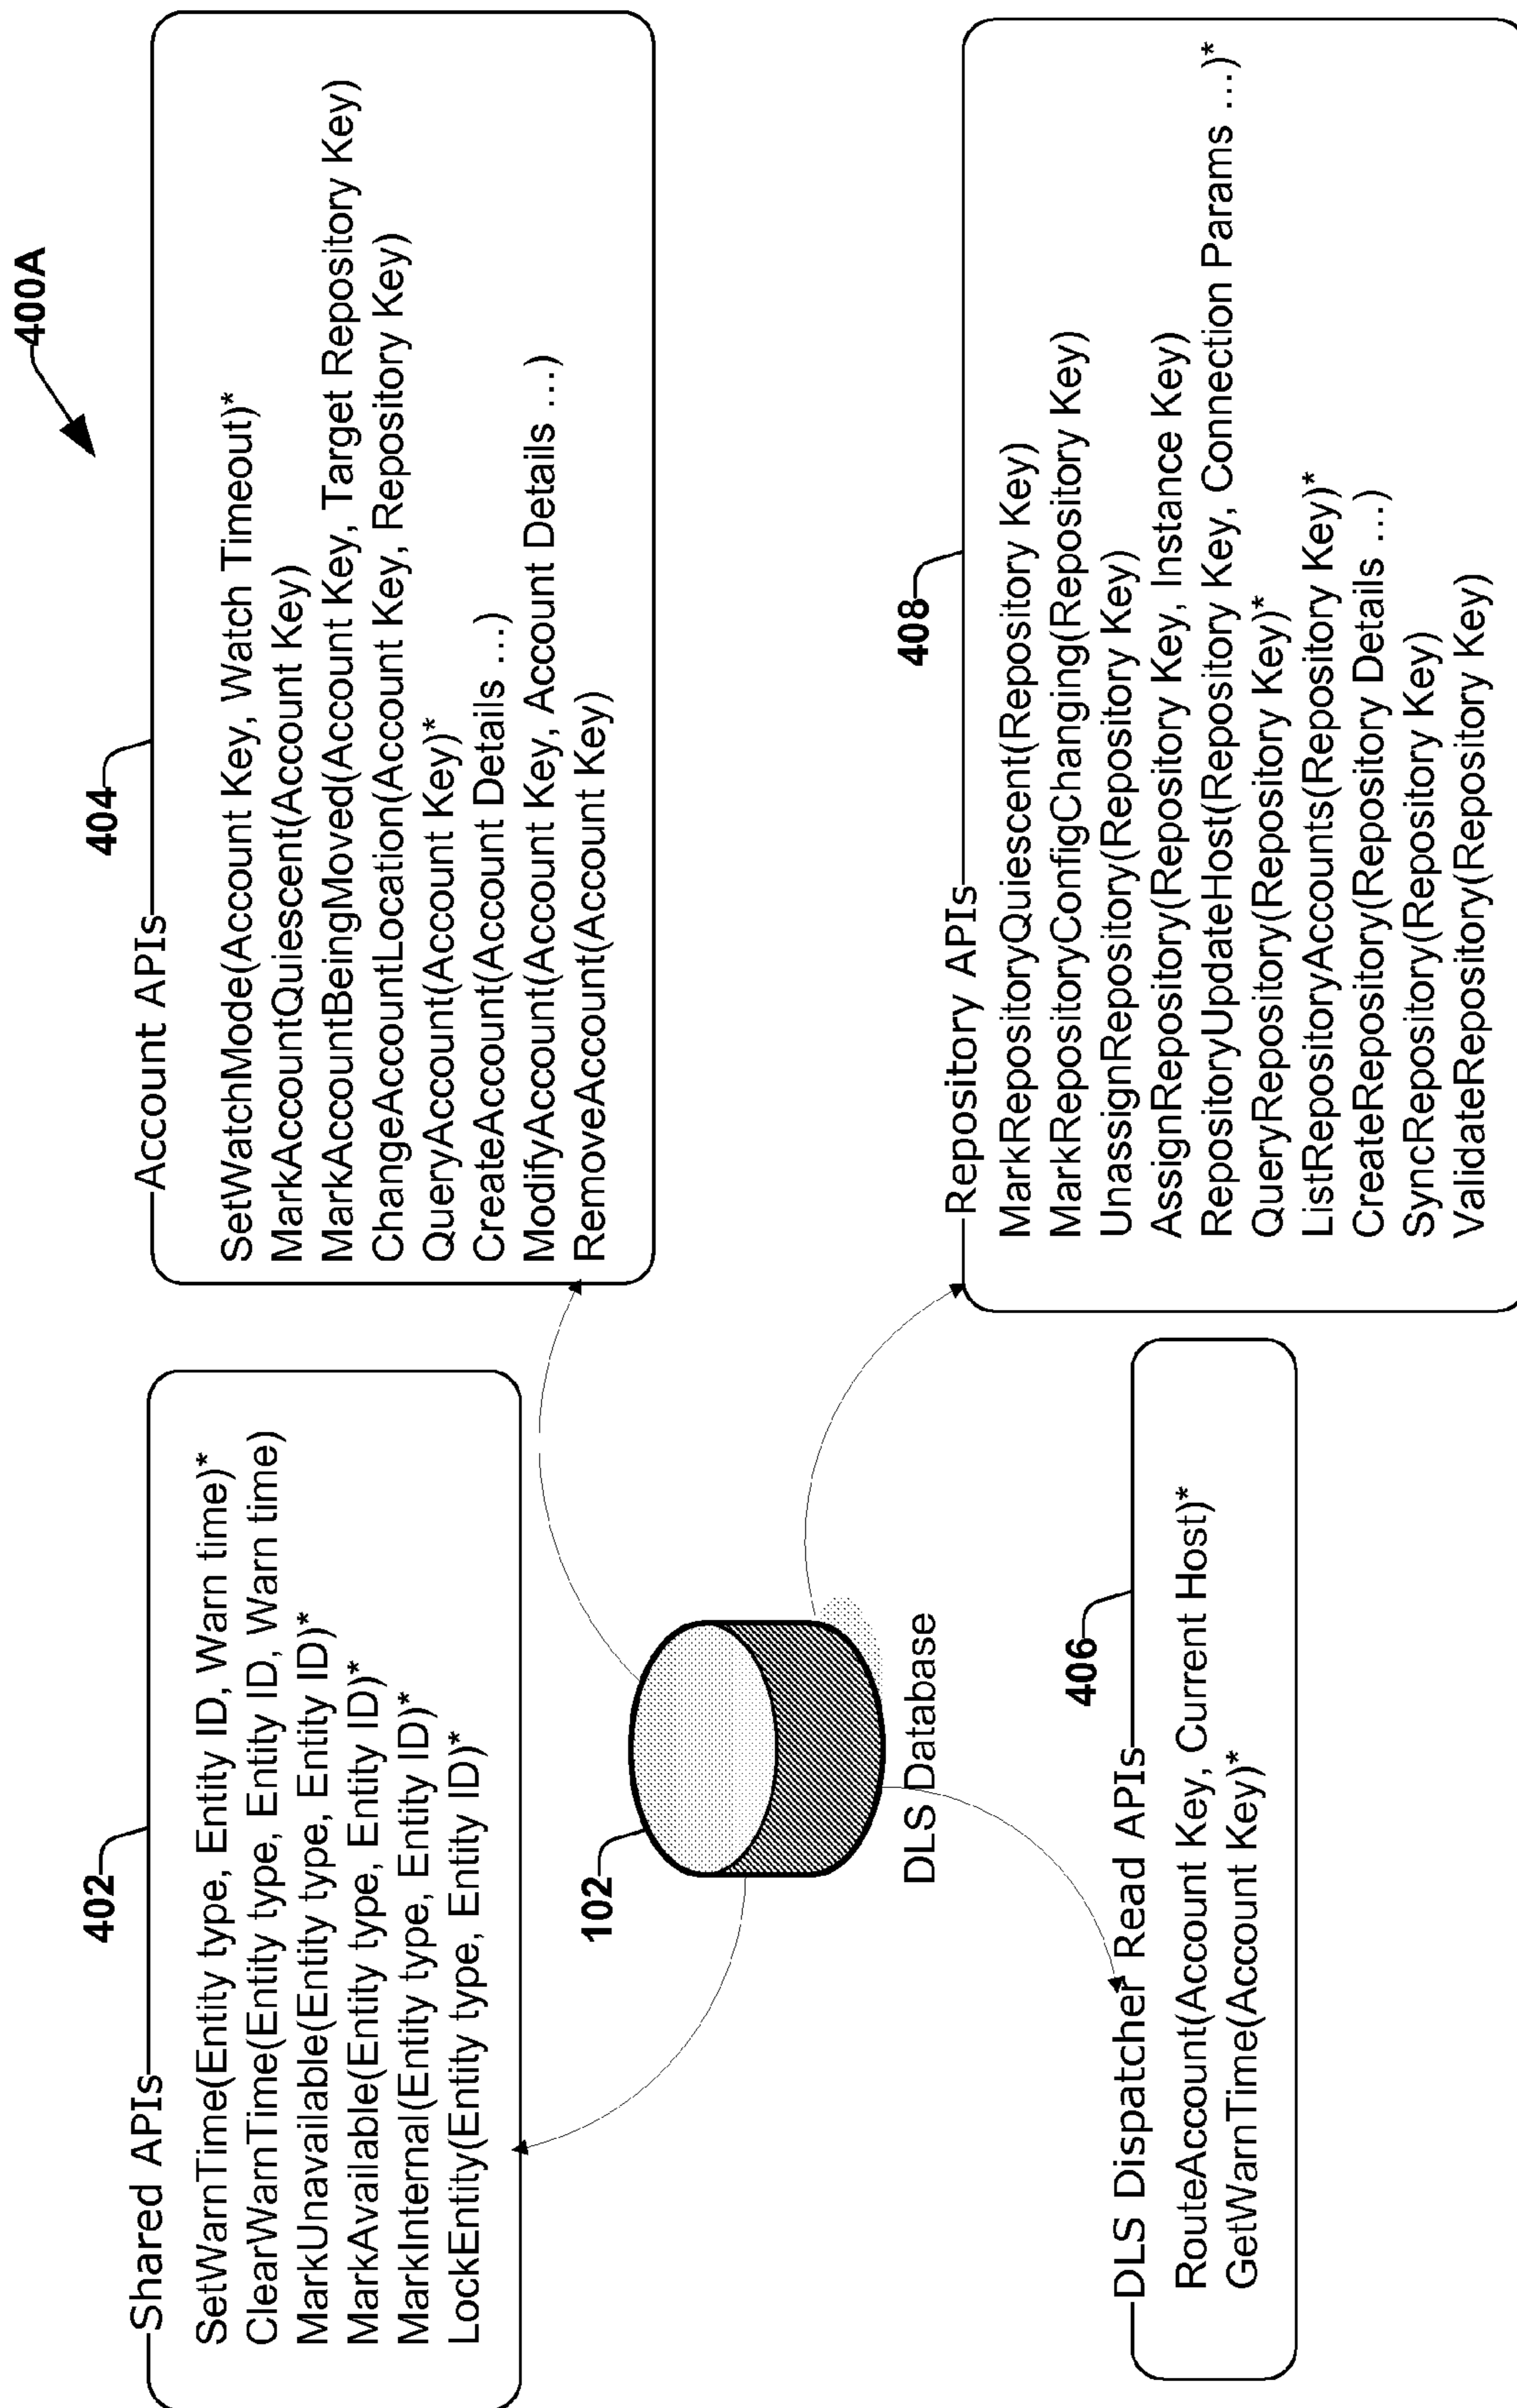 400A
402
Shared APIs
SetWarnTime(Entity type, Entity ID, Warn time)*
ClearWarnTime(Entity type, Entity ID, Warn time)
MarkUnavailable(Entity type, Entity ID)*
MarkAvailable(Entity type, Entity ID)*
MarkInternal(Entity type, Entity ID)*
LockEntity(Entity type, Entity ID)*
404
Account APIs
SetWatchMode(Account Key, Watch Timeout)*
MarkAccountQuiescent(Account Key)
MarkAccountBeingMoved(Account Key, Target Repository Key)
ChangeAccountLocation(Account Key, Repository Key)
QueryAccount(Account Key)*
CreateAccount(Account Details ...)
ModifyAccount(Account Key, Account Details ...)
RemoveAccount(Account Key)
102
DLS Database
406
DLS Dispatcher Read APIs
RouteAccount(Account Key, Current Host)*
GetWarnTime(Account Key)*
408
Repository APIs
MarkRepositoryQuiescent(Repository Key)
MarkRepositoryConfigChanging(Repository Key)
UnassignRepository(Repository Key)
AssignRepository(Repository Key, Instance Key)
RepositoryUpdateHost(Repository Key, Connection Params ...)*
QueryRepository(Repository Key)*
ListRepositoryAccounts(Repository Key)*
CreateRepository(Repository Details ...)
SyncRepository(Repository Key)
ValidateRepository(Repository Key)